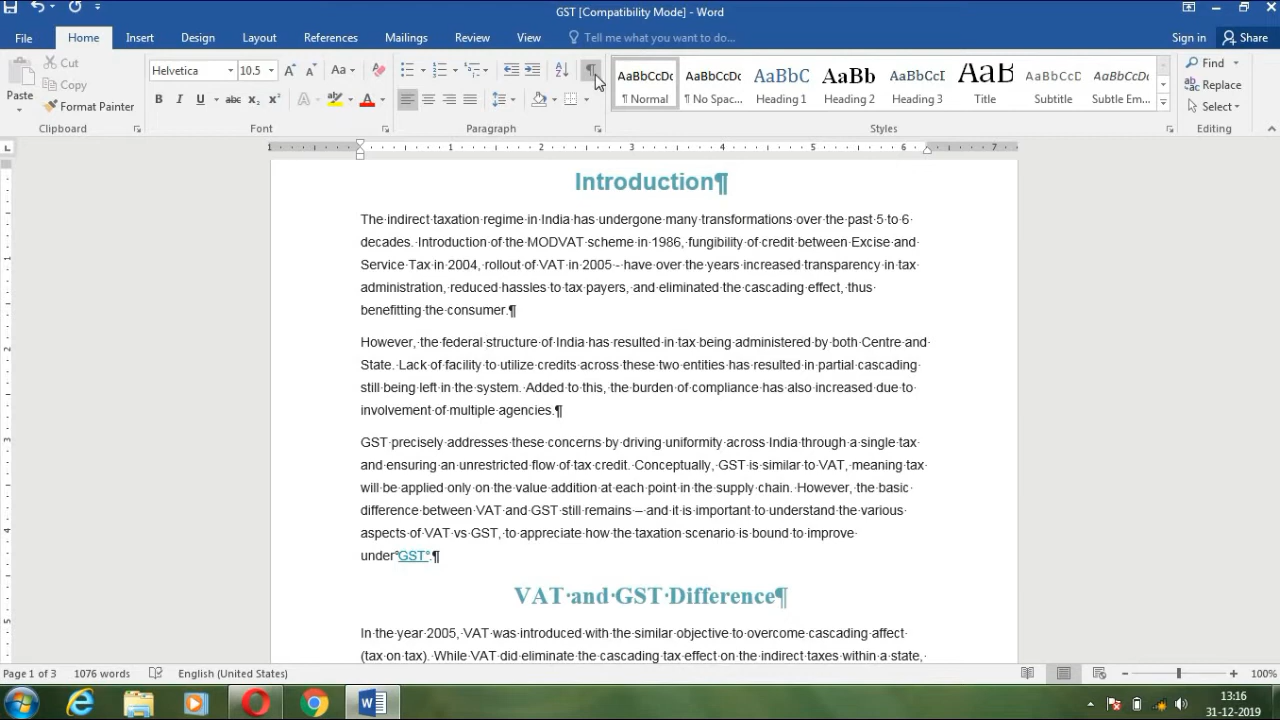 GST [Compatibility Mode] - Word
File Home Insert Design Layout References Mailings Review View Tell me what you want to do... Sign in Share
Paste
Cut
Copy
Format Painter
Clipboard
Helvetica 10.5 Aa
B I U abc X₂ X² A A
Font
Paragraph
AaBbCcDc AaBbCcDc AaBbC AaBb AaBbCcI AaB AaBbCcD AaBbCcD
¶ Normal ¶ No Spac... Heading 1 Heading 2 Heading 3 Title Subtitle Subtle Em...
Styles
Find
Replace
Select
Editing
1 1 2 3 4 5 6 7
Introduction¶
The·indirect·taxation·regime·in·India·has·undergone·many·transformations·over·the·past·5·to·6·
decades.·Introduction·of·the·MODVAT·scheme·in·1986,·fungibility·of·credit·between·Excise·and·
Service·Tax·in·2004,·rollout·of·VAT·in·2005·-·have·over·the·years·increased·transparency·in·tax·
administration,·reduced·hassles·to·tax·payers,·and·eliminated·the·cascading·effect,·thus·
benefitting·the·consumer.¶
However,·the·federal·structure·of·India·has·resulted·in·tax·being·administered·by·both·Centre·and·
State.·Lack·of·facility·to·utilize·credits·across·these·two·entities·has·resulted·in·partial·cascading·
still·being·left·in·the·system.·Added·to·this,·the·burden·of·compliance·has·also·increased·due·to·
involvement·of·multiple·agencies.¶
GST·precisely·addresses·these·concerns·by·driving·uniformity·across·India·through·a·single·tax·
and·ensuring·an·unrestricted·flow·of·tax·credit.·Conceptually,·GST·is·similar·to·VAT,·meaning·tax·
will·be·applied·only·on·the·value·addition·at·each·point·in·the·supply·chain.·However,·the·basic·
difference·between·VAT·and·GST·still·remains·–·and·it·is·important·to·understand·the·various·
aspects·of·VAT·vs·GST,·to·appreciate·how·the·taxation·scenario·is·bound·to·improve·
under°GST°.¶
VAT·and·GST·Difference¶
In·the·year·2005,·VAT·was·introduced·with·the·similar·objective·to·overcome·cascading·affect·
(tax·on·tax).·While·VAT·did·eliminate·the·cascading·tax·effect·on·the·indirect·taxes·within·a·state,·
Page 1 of 3 1076 words English (United States) 100%
13:16
31-12-2019